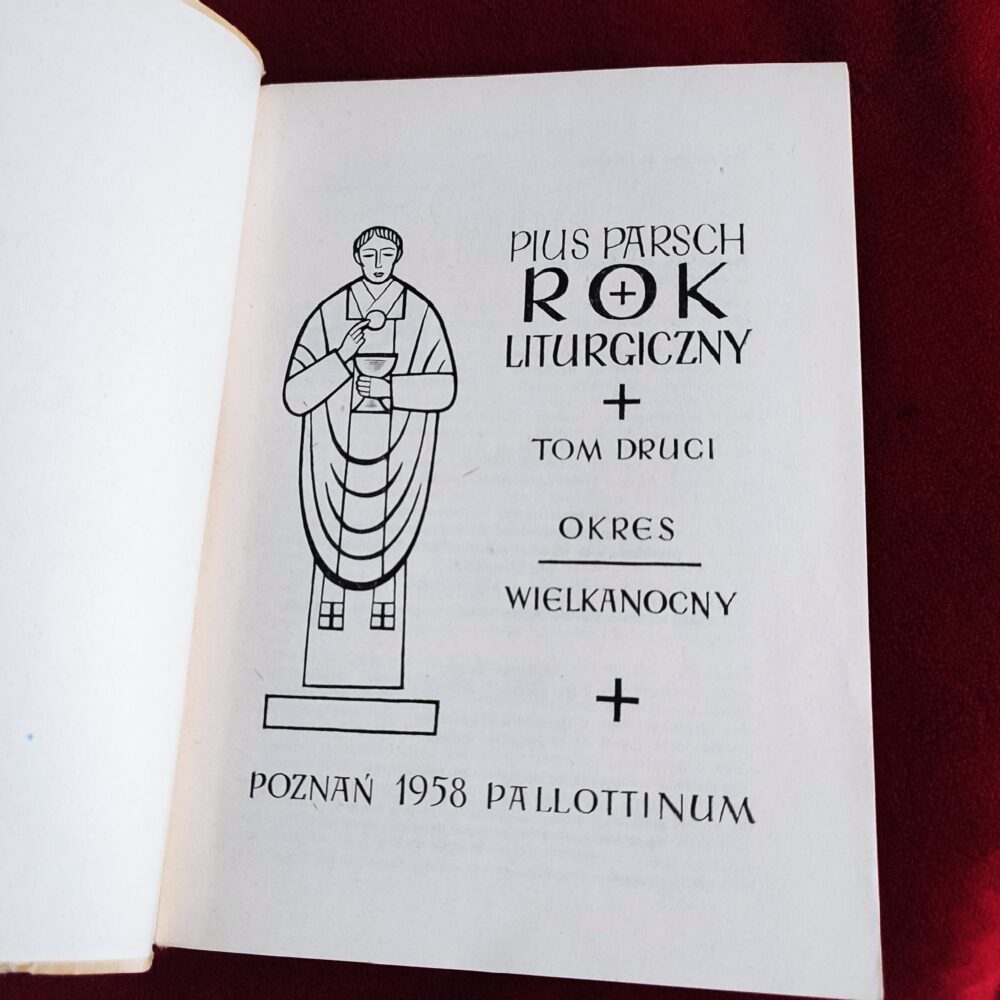 PIUS PARSCH
ROK
LITURGICZNY
+
TOM DRUGI
OKRES
WIELKANOCNY
+
POZNAŃ 1958 PALLOTTINUM